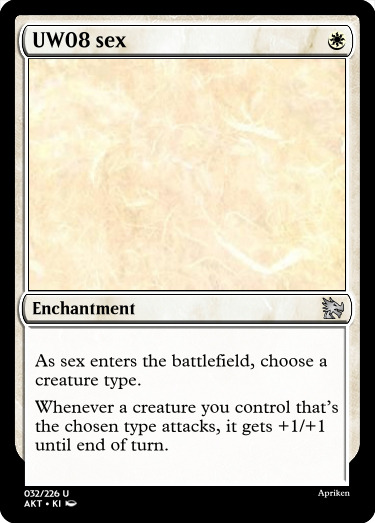 UW08 sex
Enchantment
As sex enters the battlefield, choose a
creature type.
Whenever a creature you control that's
the chosen type attacks, it gets +1/+1
until end of turn.
032/226 U
AKT • KI
Apriken